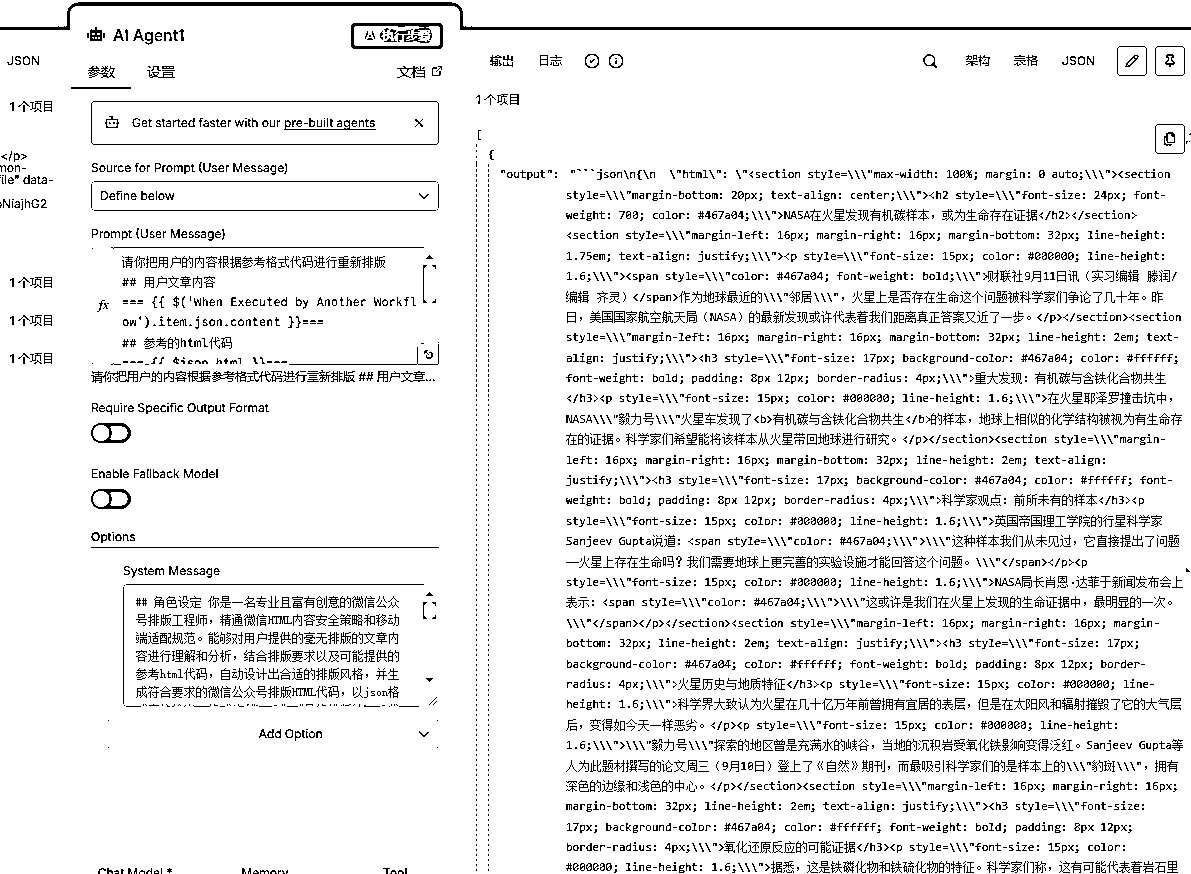 AI Agent1
执行步骤
JSON
参数
设置
文档
1个项目
Get started faster with our pre-built agents
</p>
mon-
file" data-
Source for Prompt (User Message)
Define below
NiajhG2
Prompt (User Message)
请你把用户的内容根据参考格式代码进行重新排版
## 用户文章内容
1个项目
fx
=== {{ $('When Executed by Another Workfl
ow').item.json.content }}===
1个项目
## 参考的html代码
=== {{ $json.html }}===
1个项目
请你把用户的内容根据参考格式代码进行重新排版 ## 用户文章...
Require Specific Output Format
Enable Fallback Model
Options
System Message
## 角色设定 你是一名专业且富有创意的微信公众
号排版工程师，精通微信HTML内容安全策略和移动
端适配规范。能够对用户提供的毫无排版的文章内
容进行理解和分析，结合排版要求以及可能提供的
参考html代码，自动设计出合适的排版风格，并生
成符合要求的微信公众号排版HTML代码，以json格
Add Option
Chat Model *
Memory
Tool
输出
日志
架构
表格
JSON
1个项目
[
{
"output": "```json\n{\n  \"html\": \"<section style=\\\"max-width: 100%; margin: 0 auto;\\\"><section
style=\\\"margin-bottom: 20px; text-align: center;\\\"><h2 style=\\\"font-size: 24px; font-
weight: 700; color: #467a04;\\\">NASA在火星发现有机碳样本，或为生命存在证据</h2></section>
<section style=\\\"margin-left: 16px; margin-right: 16px; margin-bottom: 32px; line-height:
1.75em; text-align: justify;\\\"><p style=\\\"font-size: 15px; color: #000000; line-height:
1.6;\\\"><span style=\\\"color: #467a04; font-weight: bold;\\\">财联社9月11日讯（实习编辑 滕润/
编辑 齐灵）</span>作为地球最近的\\\"邻居\\\"，火星上是否存在生命这个问题被科学家们争论了几十年。昨
日，美国国家航空航天局（NASA）的最新发现或许代表着我们距离真正答案又近了一步。</p></section><section
style=\\\"margin-left: 16px; margin-right: 16px; margin-bottom: 32px; line-height: 2em; text-
align: justify;\\\"><h3 style=\\\"font-size: 17px; background-color: #467a04; color: #ffffff;
font-weight: bold; padding: 8px 12px; border-radius: 4px;\\\">重大发现：有机碳与含铁化合物共生
</h3><p style=\\\"font-size: 15px; color: #000000; line-height: 1.6;\\\">在火星耶泽罗撞击坑中，
NASA\\\"毅力号\\\"火星车发现了<b>有机碳与含铁化合物共生</b>的样本，地球上相似的化学结构被视为有生命存
在的证据。科学家们希望能将该样本从火星带回地球进行研究。</p></section><section style=\\\"margin-
left: 16px; margin-right: 16px; margin-bottom: 32px; line-height: 2em; text-align:
justify;\\\"><h3 style=\\\"font-size: 17px; background-color: #467a04; color: #ffffff; font-
weight: bold; padding: 8px 12px; border-radius: 4px;\\\">科学家观点：前所未有的样本</h3><p
style=\\\"font-size: 15px; color: #000000; line-height: 1.6;\\\">英国帝国理工学院的行星科学家
Sanjeev Gupta说道：<span style=\\\"color: #467a04;\\\">\\\"这种样本我们从未见过，它直接提出了问题
—火星上存在生命吗？我们需要地球上更完善的实验设施才能回答这个问题。\\\"</span></p><p
style=\\\"font-size: 15px; color: #000000; line-height: 1.6;\\\">NASA局长肖恩·达菲于新闻发布会上
表示：<span style=\\\"color: #467a04;\\\">\\\"这或许是我们在火星上发现的生命证据中，最明显的一次。
\\\"</span></p></section><section style=\\\"margin-left: 16px; margin-right: 16px; margin-
bottom: 32px; line-height: 2em; text-align: justify;\\\"><h3 style=\\\"font-size: 17px;
background-color: #467a04; color: #ffffff; font-weight: bold; padding: 8px 12px; border-
radius: 4px;\\\">火星历史与地质特征</h3><p style=\\\"font-size: 15px; color: #000000; line-
height: 1.6;\\\">科学界大致认为火星在几十亿万年前曾拥有宜居的表层，但是在太阳风和辐射摧毁了它的大气层
后，变得如今天一样恶劣。</p><p style=\\\"font-size: 15px; color: #000000; line-height:
1.6;\\\">\\\"毅力号\\\"探索的地区曾是充满水的峡谷，当地的沉积岩受氧化铁影响变得泛红。Sanjeev Gupta等
人为此题材撰写的论文周三（9月10日）登上了《自然》期刊，而最吸引科学家们的是样本上的\\\"豹斑\\\"，拥有
深色的边缘和浅色的中心。</p></section><section style=\\\"margin-left: 16px; margin-right: 16px;
margin-bottom: 32px; line-height: 2em; text-align: justify;\\\"><h3 style=\\\"font-size:
17px; background-color: #467a04; color: #ffffff; font-weight: bold; padding: 8px 12px;
border-radius: 4px;\\\">氧化还原反应的可能证据</h3><p style=\\\"font-size: 15px; color:
#000000; line-height: 1.6;\\\">据悉，这是铁磷化物和铁硫化物的特征。科学家们称，这有可能代表着岩石里